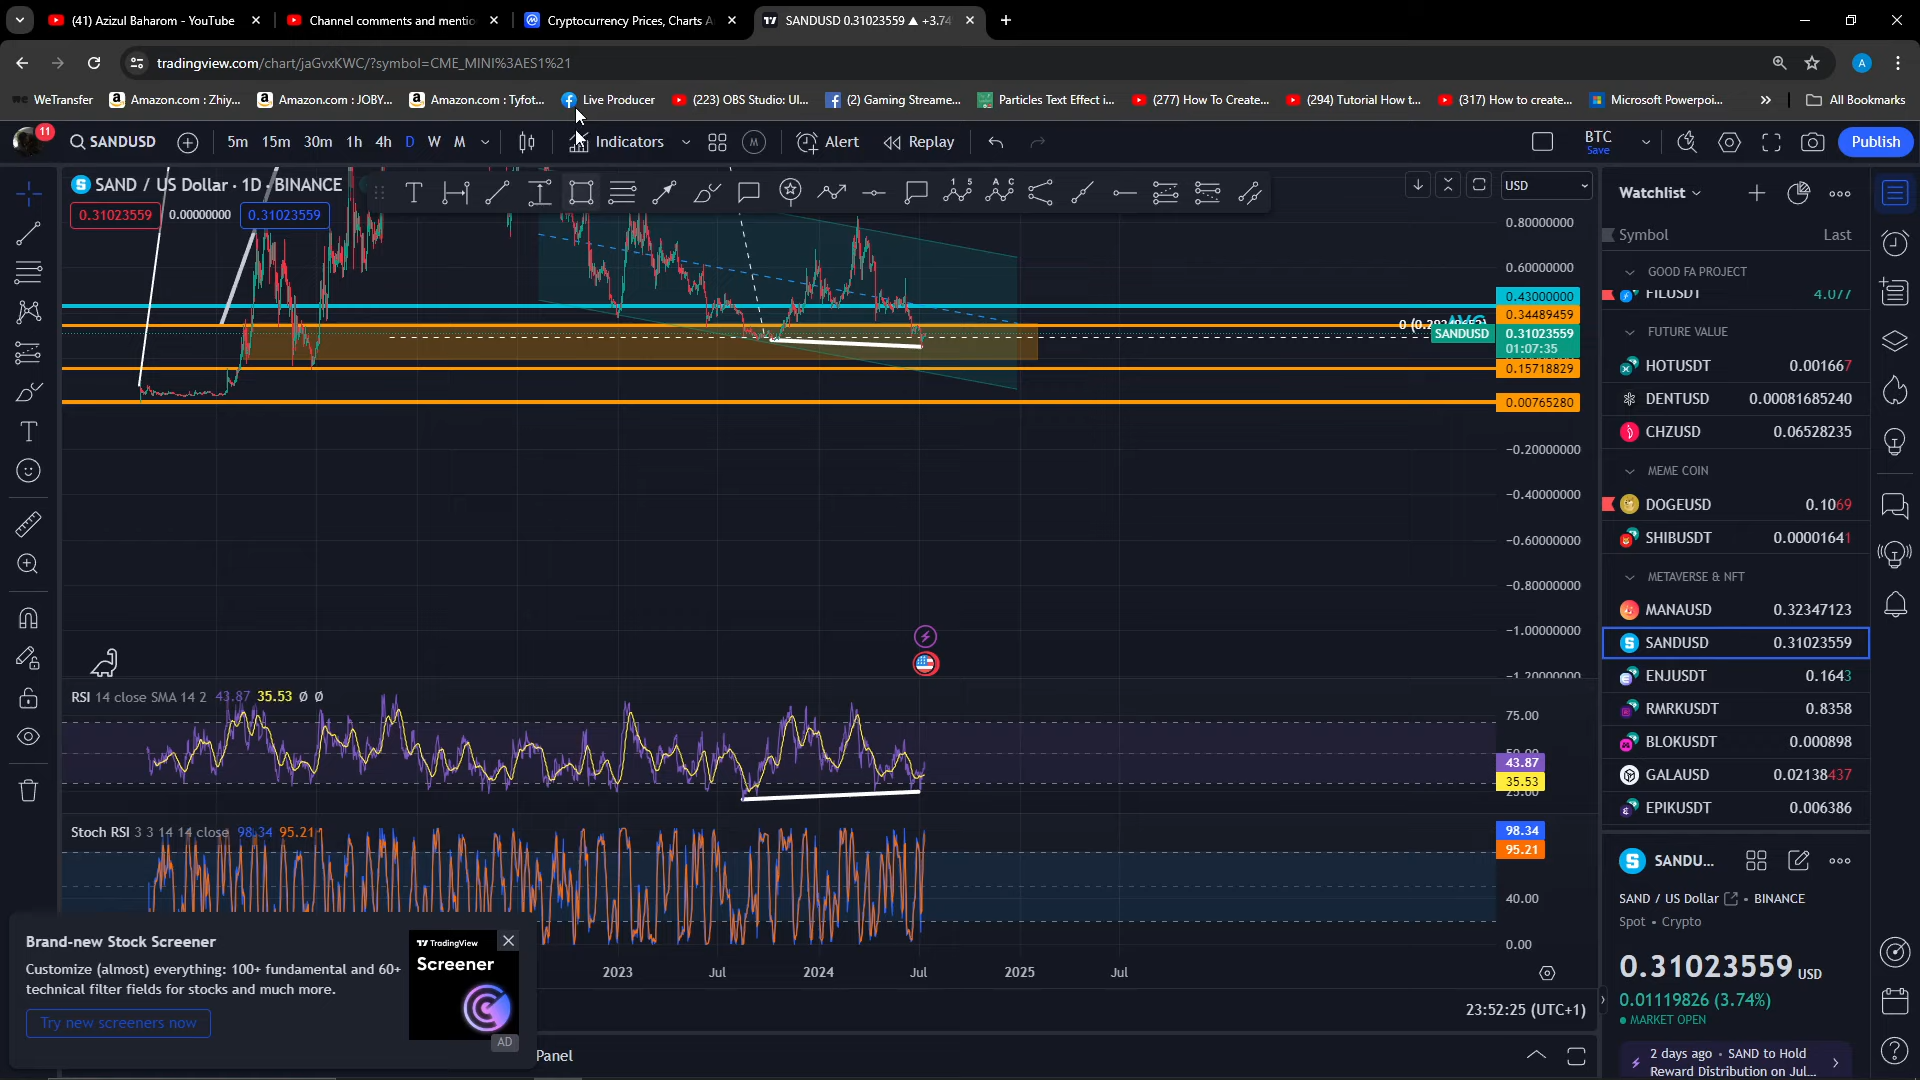 (41) Azizul Baharom - YouTube
Channel comments and mentio
Cryptocurrency Prices, Charts A
SANDUSD 0.31023559 ▲ +3.74
tradingview.com/chart/jaGvxKWC/?symbol=CME_MINI%3AES1%21
A
WeTransfer
Amazon.com : Zhiy...
Amazon.com : JOBY...
Amazon.com : Tyfot...
Live Producer
(223) OBS Studio: Ul...
(2) Gaming Streame...
Particles Text Effect i...
(277) How To Create...
(294) Tutorial How t...
(317) How to create...
Microsoft Powerpoi...
All Bookmarks
11
SANDUSD
5m 15m 30m 1h 4h D W M
Indicators
M
Alert
Replay
BTC
Save
Publish
SAND / US Dollar · 1D · BINANCE
0.31023559 0.00000000 0.31023559
USD
0.80000000
0.60000000
0.43000000
0.34489459
SANDUSD 0.31023559
01:07:35
0.15718829
0.00765280
-0.20000000
-0.40000000
-0.60000000
-0.80000000
-1.00000000
-1.20000000
RSI 14 close SMA 14 2 43.87 35.53 Ø Ø
75.00
50.00
43.87
35.53
25.00
Stoch RSI 3 3 14 14 close 98.34 95.21
98.34
95.21
40.00
0.00
2023 Jul 2024 Jul 2025 Jul
23:52:25 (UTC+1)
Panel
Brand-new Stock Screener
Customize (almost) everything: 100+ fundamental and 60+
technical filter fields for stocks and much more.
Try new screeners now
TradingView
Screener
AD
Watchlist
Symbol Last
GOOD FA PROJECT
FILUSDT 4.077
FUTURE VALUE
HOTUSDT 0.001667
DENTUSD 0.00081685240
CHZUSD 0.06528235
MEME COIN
DOGEUSD 0.1069
SHIBUSDT 0.00001641
METAVERSE & NFT
MANAUSD 0.32347123
SANDUSD 0.31023559
ENJUSDT 0.1643
RMRKUSDT 0.8358
BLOKUSDT 0.000898
GALAUSD 0.02138437
EPIKUSDT 0.006386
SANDU...
SAND / US Dollar • BINANCE
Spot • Crypto
0.31023559 USD
0.01119826 (3.74%)
MARKET OPEN
2 days ago • SAND to Hold
Reward Distribution on Jul...